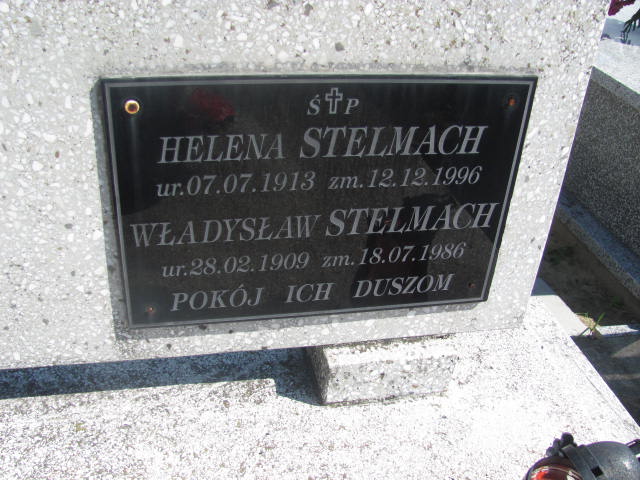 Ś✝P
HELENA STELMACH
ur.07.07.1913 zm.12.12.1996
WŁADYSŁAW STELMACH
ur.28.02.1909 zm.18.07.1986
POKÓJ ICH DUSZOM